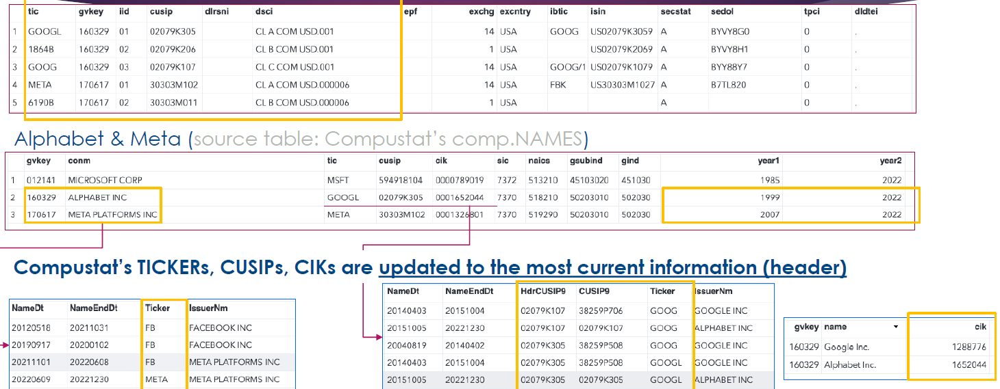 tic gvkey iid cusip dlrsni dsci epf exchg excntry ibtic isin secstat sedol tpci dldtei
1 GOOGL 160329 01 02079K305 CL A COM USD.001 14 USA GOOG US02079K3059 A BYVY8G0 0 .
2 1864B 160329 02 02079K206 CL B COM USD.001 1 USA US02079K2069 A BYVY8H1 0 .
3 GOOG 160329 03 02079K107 CL C COM USD.001 14 USA GOOG/1 US02079K1079 A BYY88Y7 0 .
4 META 170617 01 30303M102 CL A COM USD.000006 14 USA FBK US30303M1027 A B7TL820 0 .
5 6190B 170617 02 30303M011 CL B COM USD.000006 1 USA A 0 .
Alphabet & Meta (source table: Compustat's comp.NAMES)
gvkey conm tic cusip cik sic naics gsubind gind year1 year2
1 012141 MICROSOFT CORP MSFT 594918104 0000789019 7372 513210 45103020 451030 1985 2022
2 160329 ALPHABET INC GOOGL 02079K305 0001652044 7370 518210 50203010 502030 1999 2022
3 170617 META PLATFORMS INC META 30303M102 0001326801 7370 519290 50203010 502030 2007 2022
Compustat's TICKERs, CUSIPs, CIKs are updated to the most current information (header)
NameDt NameEndDt Ticker IssuerNm
20120518 20211031 FB FACEBOOK INC
20190917 20200102 FB FACEBOOK INC
20211101 20220608 FB META PLATFORMS INC
20220609 20221230 META META PLATFORMS INC
NameDt NameEndDt HdrCUSIP9 CUSIP9 Ticker IssuerNm
20140403 20151004 02079K107 38259P706 GOOG GOOGLE INC
20151005 20221230 02079K107 02079K107 GOOG ALPHABET INC
20040819 20140402 02079K305 38259P508 GOOG GOOGLE INC
20140403 20151004 02079K305 38259P508 GOOGL GOOGLE INC
20151005 20221230 02079K305 02079K305 GOOGL ALPHABET INC
gvkey name cik
160329 Google Inc. 1288776
160329 Alphabet Inc. 1652044